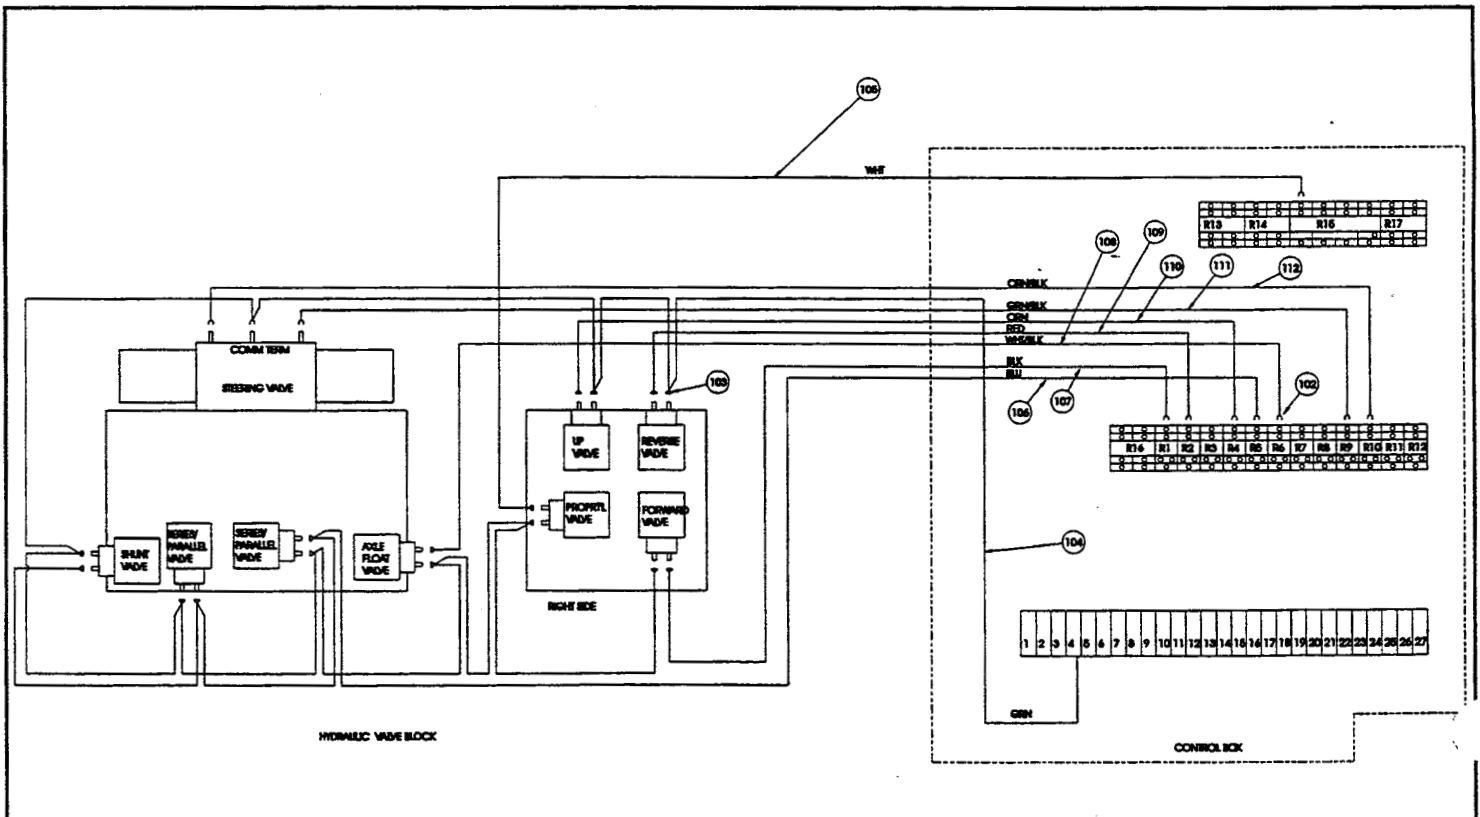 105
WHT
R13 R14 R15 R17
108 109 110 111 112
ORN/BLK
GRN/BLK
ORN
RED
WHT/BLK
BLK
BLU
COMM TERM
STEERING VALVE
103
102
106
107
UP
VALVE
REVERSE
VALVE
R16 R1 R2 R3 R4 R5 R6 R7 R8 R9 R10 R11 R12
PROPRTL
VALVE
FORWARD
VALVE
SHUNT
VALVE
SERIES/
PARALLEL
VALVE
SERIES/
PARALLEL
VALVE
AXLE
FLOAT
VALVE
104
RIGHT SIDE
1 2 3 4 5 6 7 8 9 10 11 12 13 14 15 16 17 18 19 20 21 22 23 24 25 26 27
GRN
HYDRAULIC VALVE BLOCK
CONTROL BOX